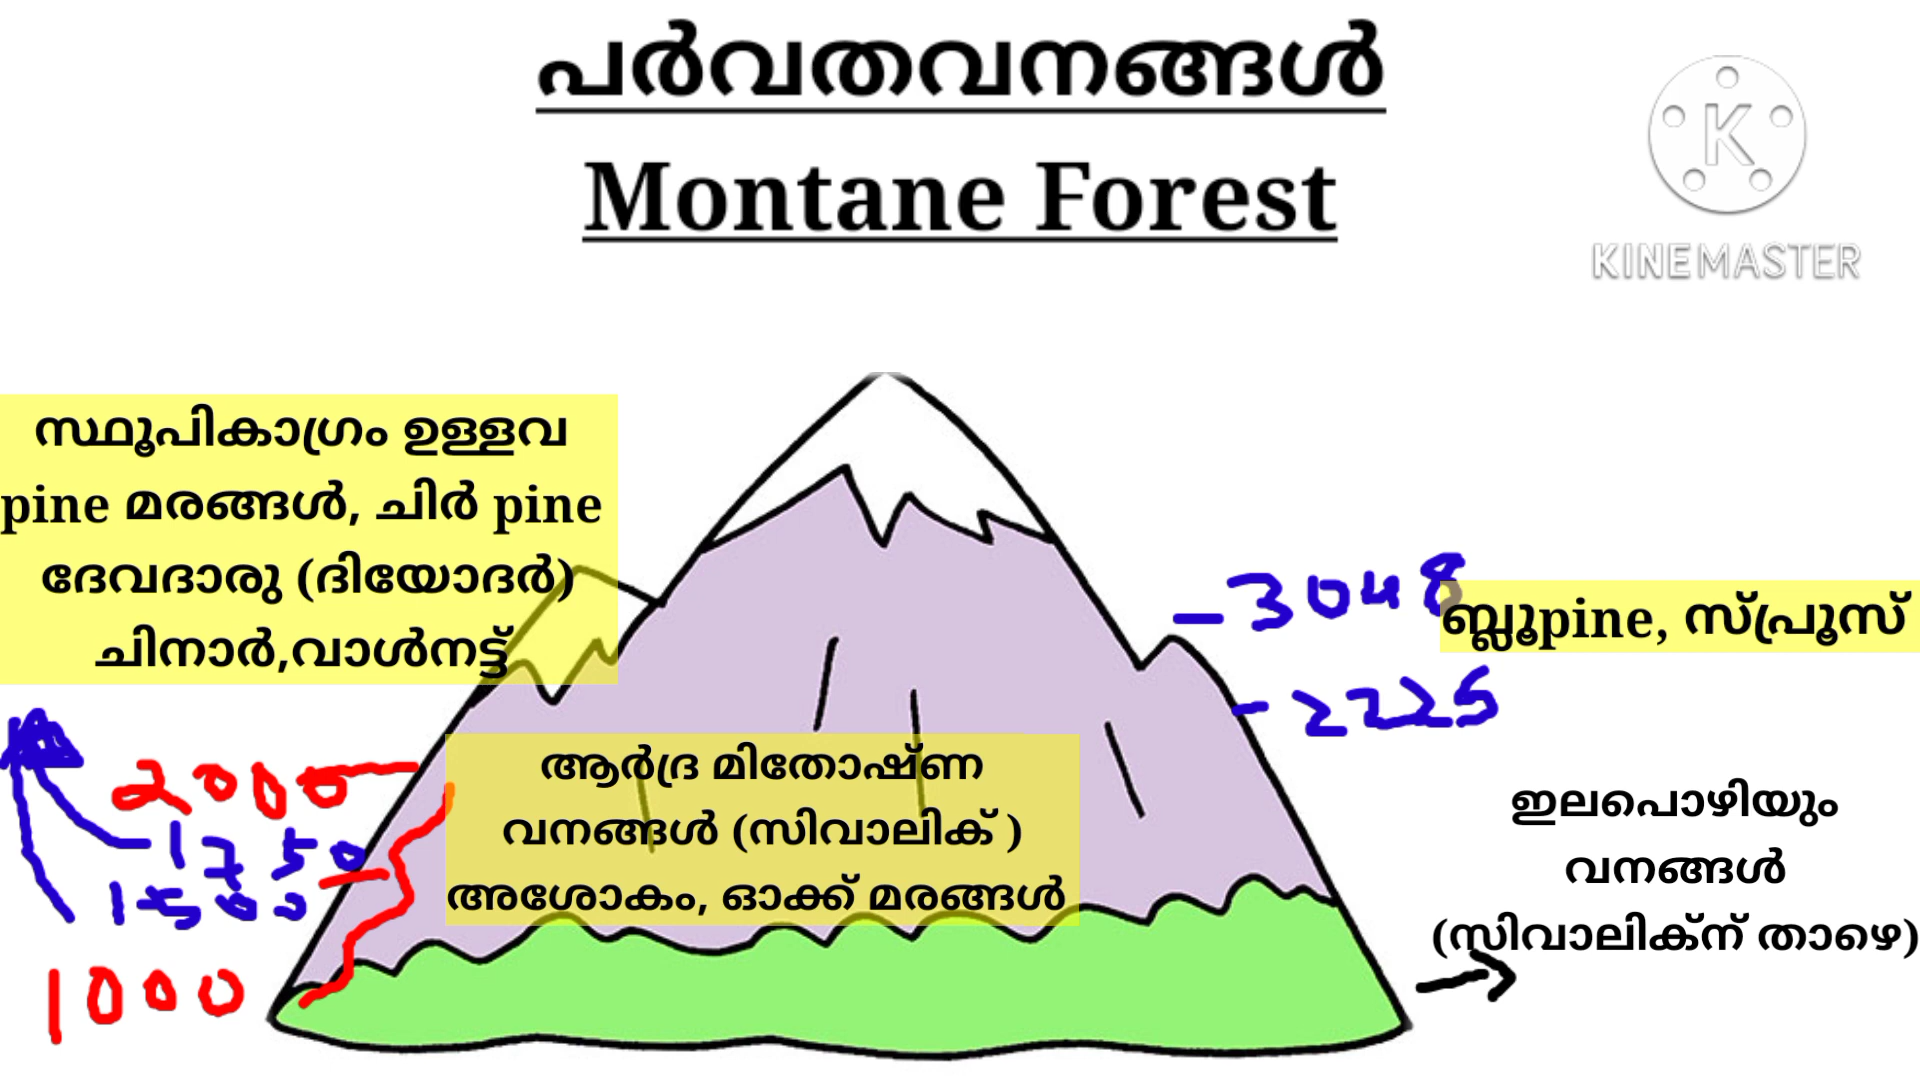 പർവതവനങ്ങൾ
Montane Forest
K
KINEMASTER
സ്ഥൂപികാഗ്രം ഉള്ളവ
pine മരങ്ങൾ, ചിർ pine
ദേവദാരു (ദിയോദർ)
ചിനാർ,വാൾനട്ട്
3048
ബ്ലൂpine, സ്പ്രൂസ്
2225
2000
1750
1500
1000
ആർദ്ര മിതോഷ്ണ
വനങ്ങൾ (സിവാലിക് )
അശോകം, ഓക്ക് മരങ്ങൾ
ഇലപൊഴിയും
വനങ്ങൾ
(സിവാലിക്ന് താഴെ)